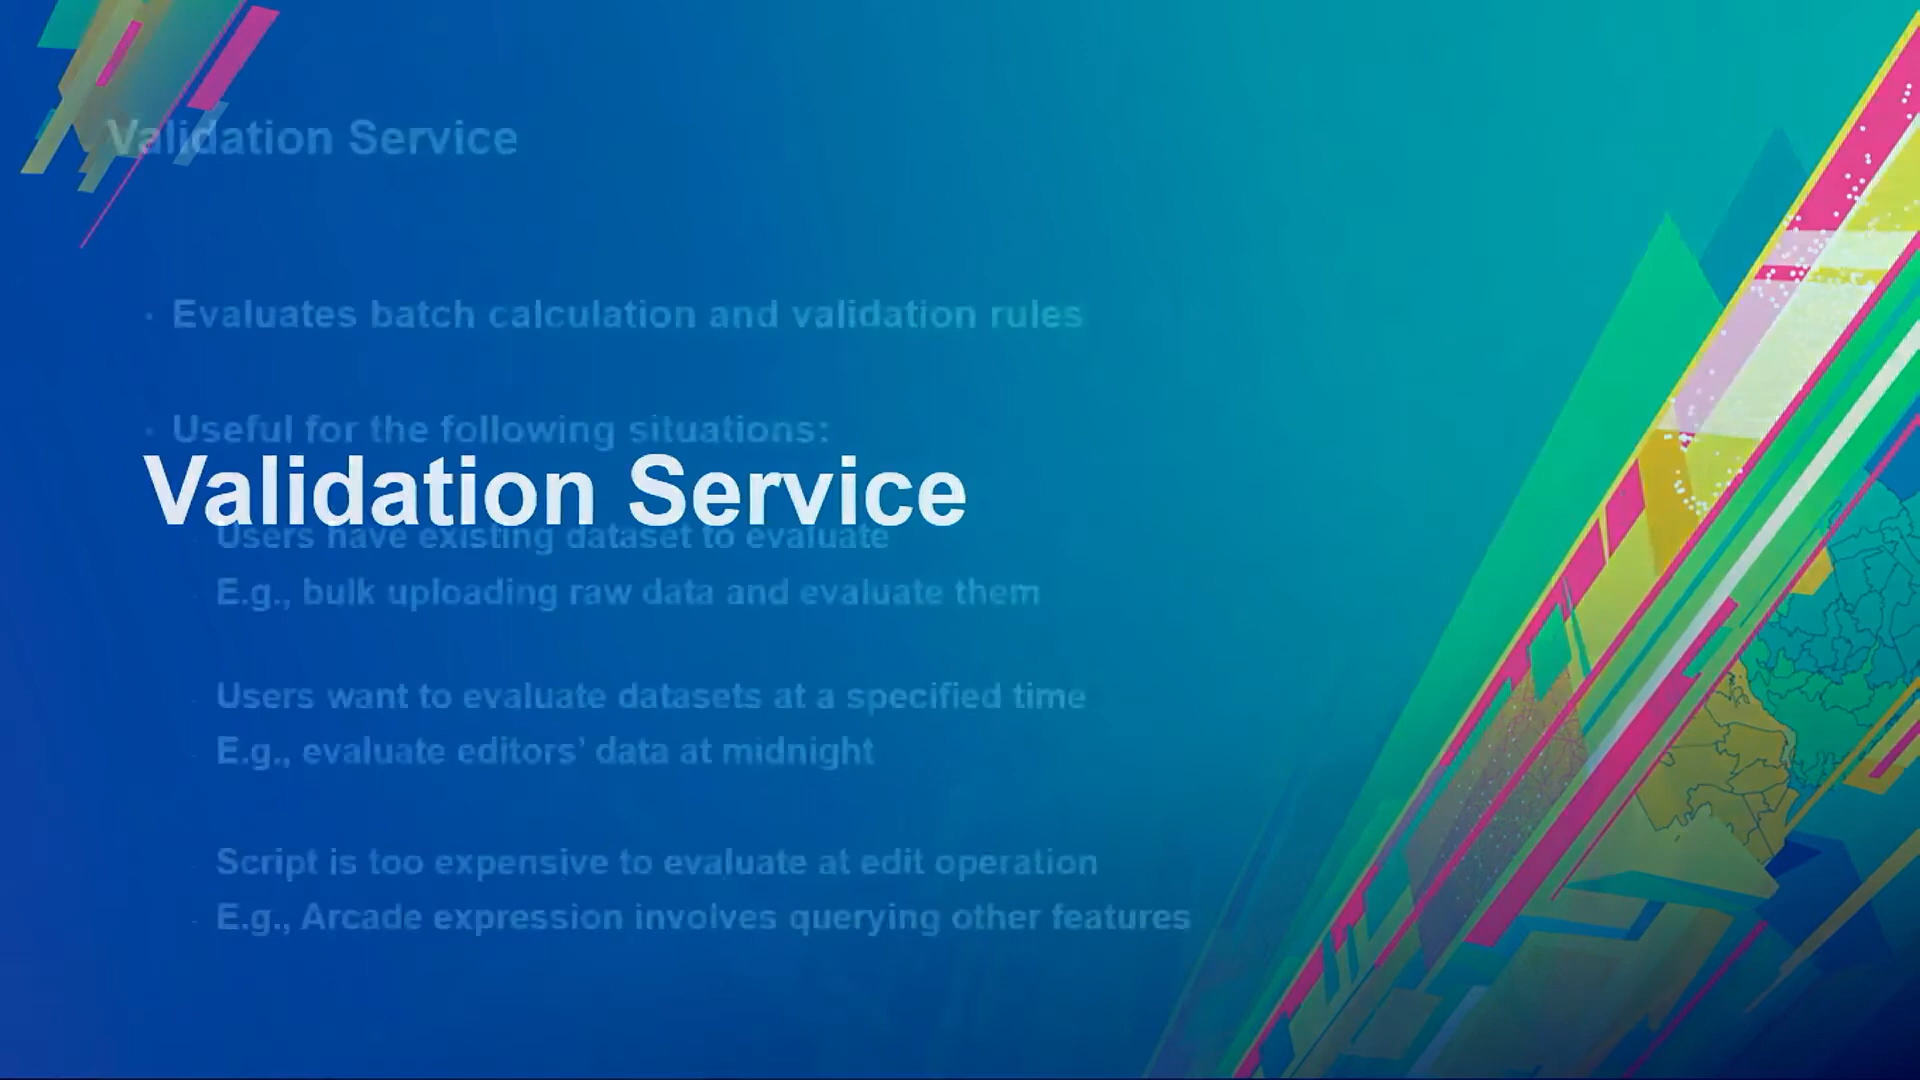 Validation Service
· Evaluates batch calculation and validation rules
· Useful for the following situations:
Validation Service
Users have existing dataset to evaluate
E.g., bulk uploading raw data and evaluate them
Users want to evaluate datasets at a specified time
E.g., evaluate editors’ data at midnight
Script is too expensive to evaluate at edit operation
E.g., Arcade expression involves querying other features